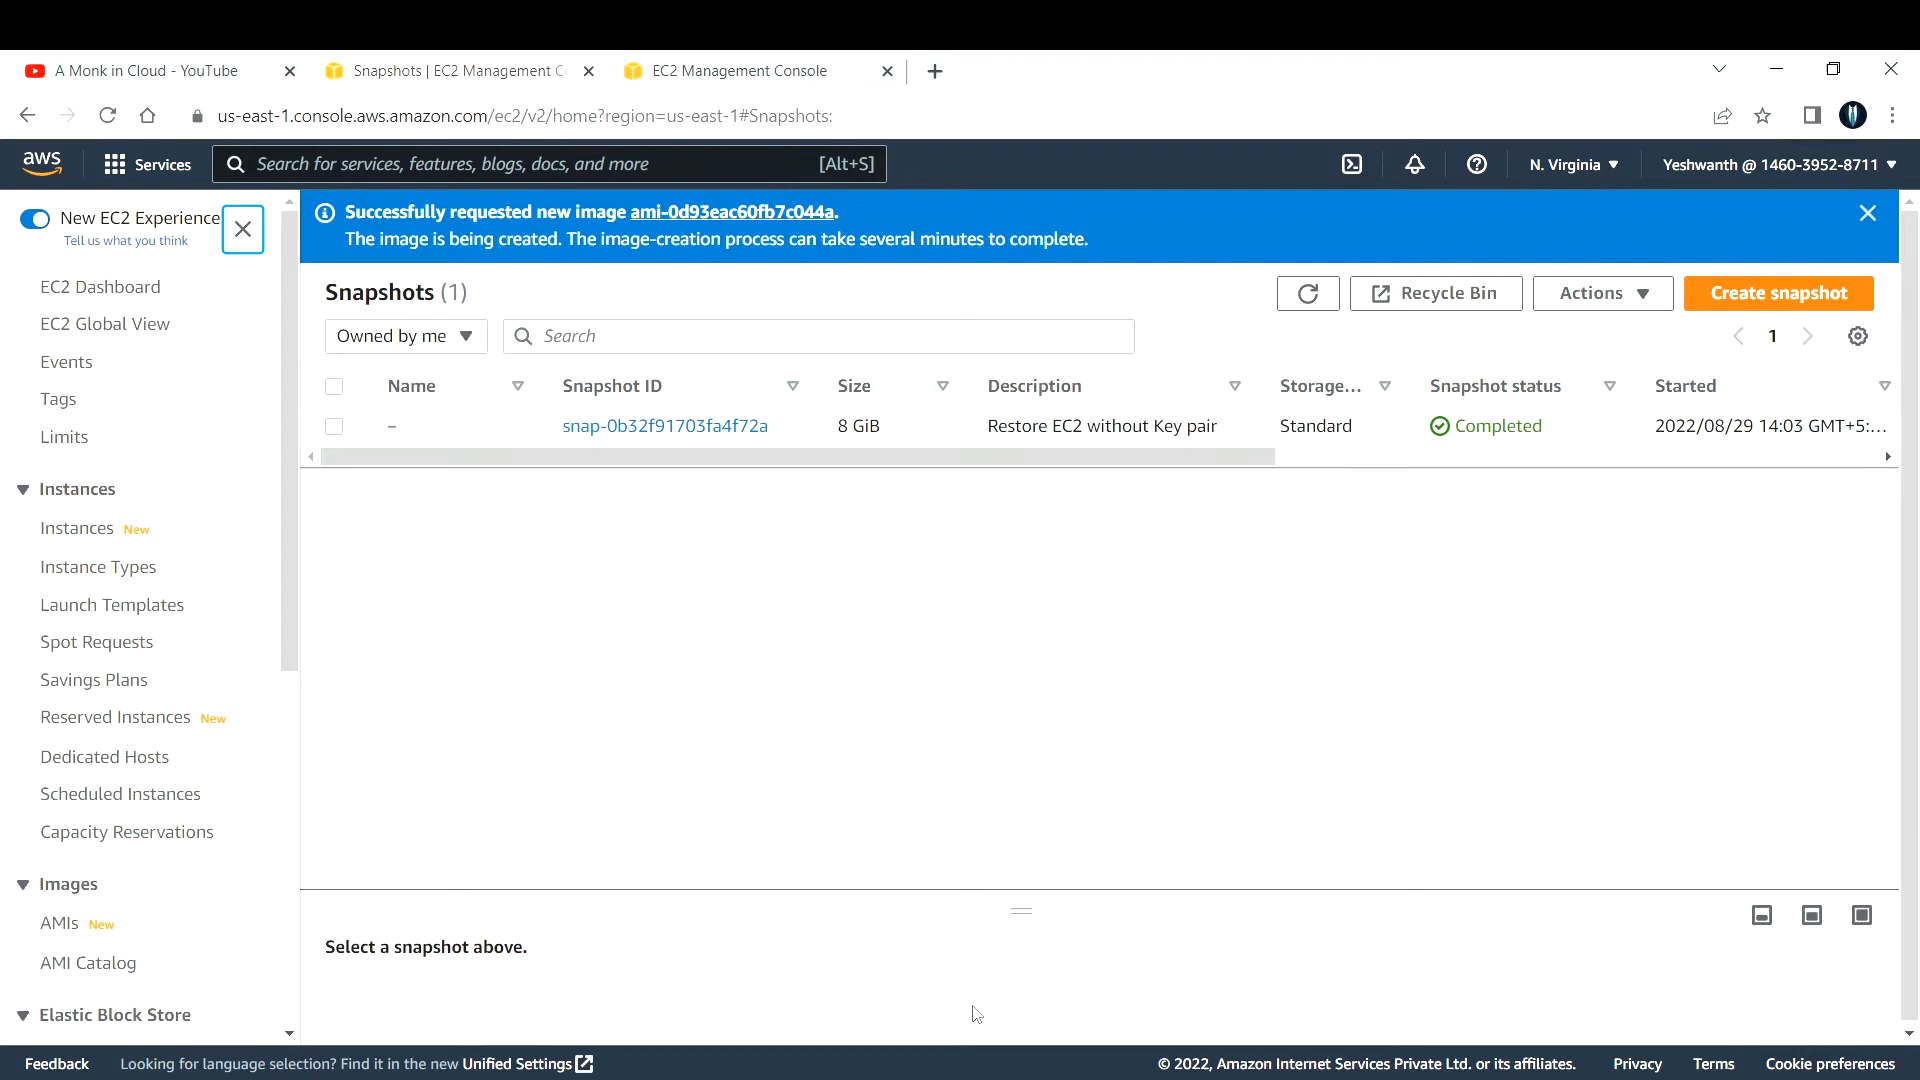 A Monk in Cloud - YouTube
Snapshots | EC2 Management C
EC2 Management Console
us-east-1.console.aws.amazon.com/ec2/v2/home?region=us-east-1#Snapshots:
aws
Services
Search for services, features, blogs, docs, and more
[Alt+S]
N. Virginia
Yeshwanth @ 1460-3952-8711
New EC2 Experience
Tell us what you think
EC2 Dashboard
EC2 Global View
Events
Tags
Limits
Instances
Instances New
Instance Types
Launch Templates
Spot Requests
Savings Plans
Reserved Instances New
Dedicated Hosts
Scheduled Instances
Capacity Reservations
Images
AMIs New
AMI Catalog
Elastic Block Store
Successfully requested new image ami-0d93eac60fb7c044a.
The image is being created. The image-creation process can take several minutes to complete.
Snapshots (1)
Recycle Bin
Actions
Create snapshot
Owned by me
Search
1
Name Snapshot ID Size Description Storage... Snapshot status Started
– snap-0b32f91703fa4f72a 8 GiB Restore EC2 without Key pair Standard Completed 2022/08/29 14:03 GMT+5:...
Select a snapshot above.
Feedback
Looking for language selection? Find it in the new Unified Settings
© 2022, Amazon Internet Services Private Ltd. or its affiliates.
Privacy
Terms
Cookie preferences